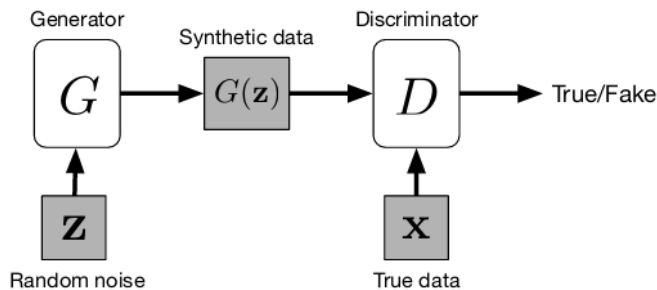 Generator
Discriminator
Synthetic data
G
G(z)
D
True/Fake
z
x
Random noise
True data